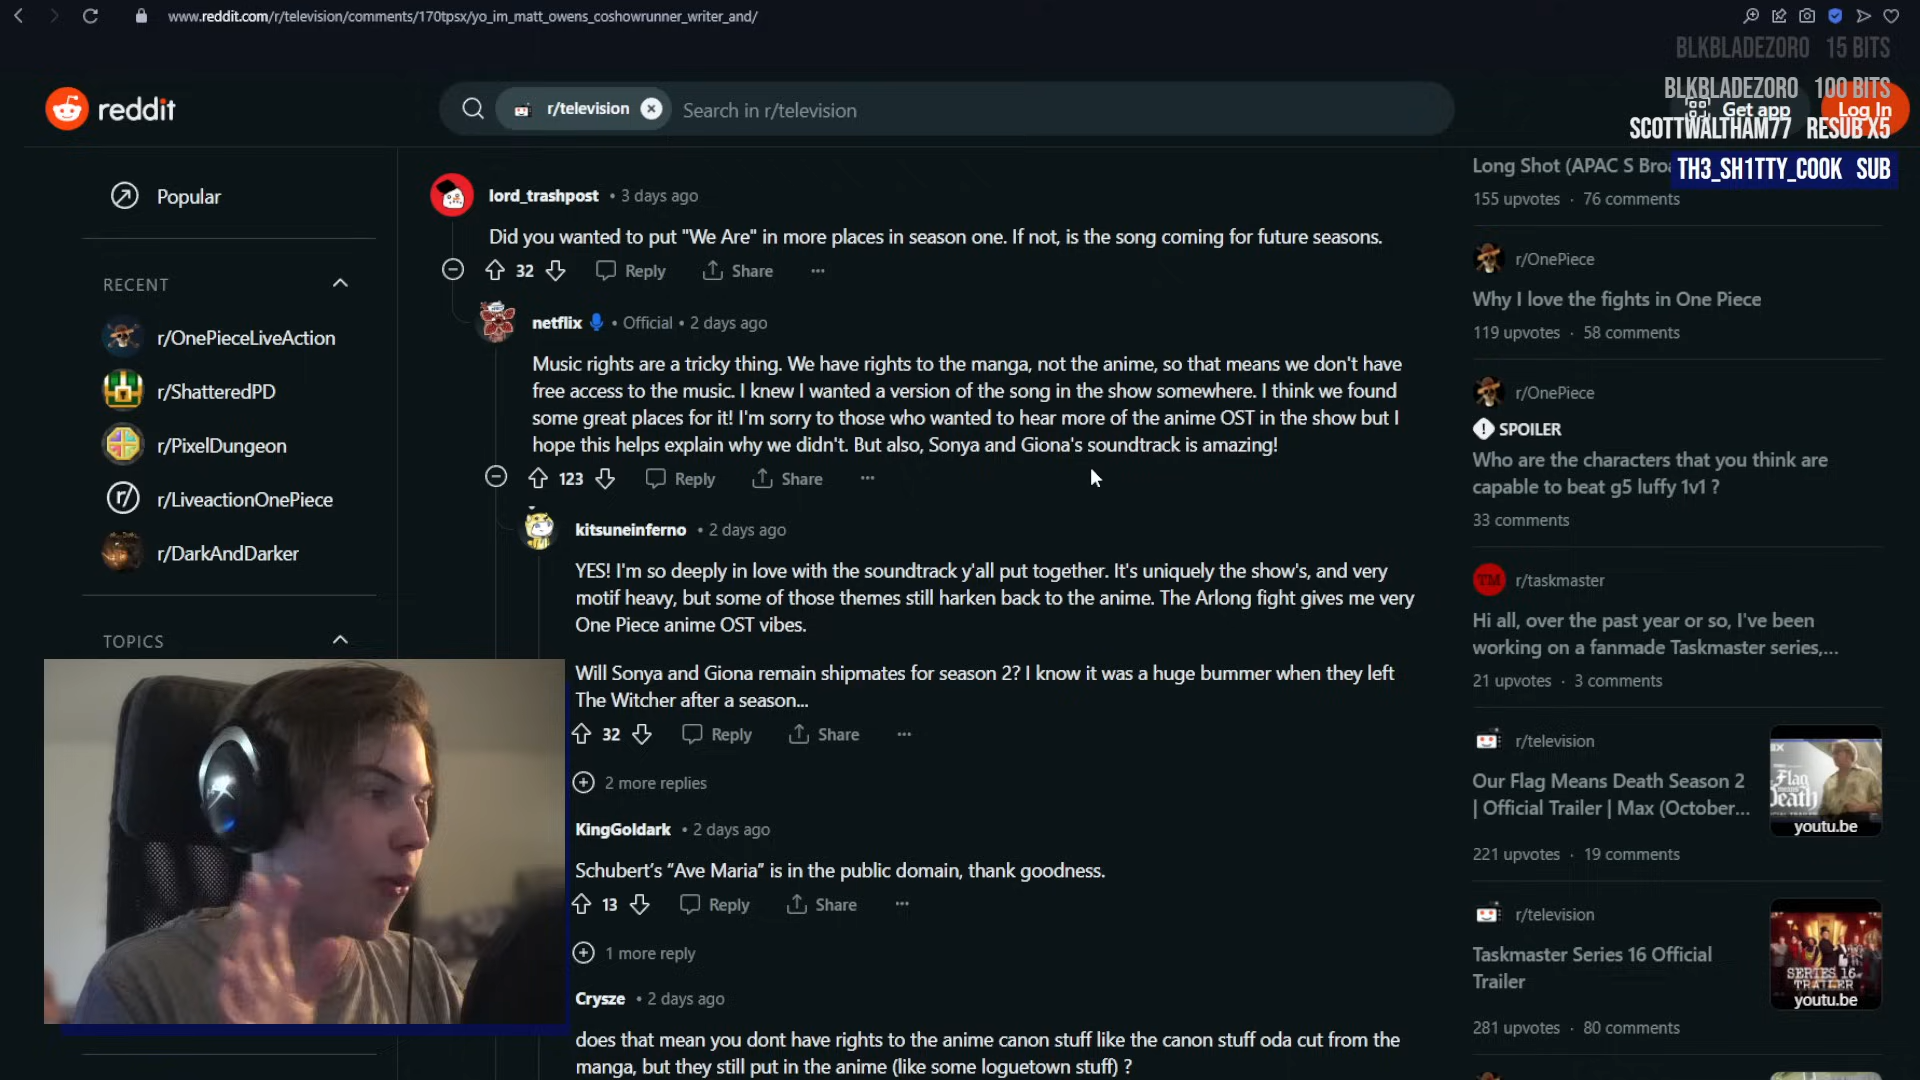 www.reddit.com/r/television/comments/170tpsx/yo_im_matt_owens_coshowrunner_writer_and/
BLKBLADEZORO 15 BITS
BLKBLADEZORO 100 BITS
SCOTTWALTHAM77 RESUB X5
TH3_SH1TTY_COOK SUB
reddit
r/television
Search in r/television
Get app
Log In
Popular
RECENT
r/OnePieceLiveAction
r/ShatteredPD
r/PixelDungeon
r/LiveactionOnePiece
r/DarkAndDarker
TOPICS
lord_trashpost • 3 days ago
Did you wanted to put "We Are" in more places in season one. If not, is the song coming for future seasons.
32 Reply Share ...
netflix • Official • 2 days ago
Music rights are a tricky thing. We have rights to the manga, not the anime, so that means we don't have
free access to the music. I knew I wanted a version of the song in the show somewhere. I think we found
some great places for it! I'm sorry to those who wanted to hear more of the anime OST in the show but I
hope this helps explain why we didn't. But also, Sonya and Giona's soundtrack is amazing!
123 Reply Share ...
kitsuneinferno • 2 days ago
YES! I'm so deeply in love with the soundtrack y'all put together. It's uniquely the show's, and very
motif heavy, but some of those themes still harken back to the anime. The Arlong fight gives me very
One Piece anime OST vibes.
Will Sonya and Giona remain shipmates for season 2? I know it was a huge bummer when they left
The Witcher after a season...
32 Reply Share ...
2 more replies
KingGoldark • 2 days ago
Schubert’s “Ave Maria” is in the public domain, thank goodness.
13 Reply Share ...
1 more reply
Crysze • 2 days ago
does that mean you dont have rights to the anime canon stuff like the canon stuff oda cut from the
manga, but they still put in the anime (like some loguetown stuff) ?
Long Shot (APAC S Bro
155 upvotes · 76 comments
r/OnePiece
Why I love the fights in One Piece
119 upvotes · 58 comments
r/OnePiece
SPOILER
Who are the characters that you think are
capable to beat g5 luffy 1v1 ?
33 comments
TM
r/taskmaster
Hi all, over the past year or so, I've been
working on a fanmade Taskmaster series,...
21 upvotes · 3 comments
r/television
Our Flag Means Death Season 2
| Official Trailer | Max (October...
Flag
means
Death
youtu.be
221 upvotes · 19 comments
r/television
Taskmaster Series 16 Official
Trailer
SERIES 16
TRAILER
youtu.be
281 upvotes · 80 comments